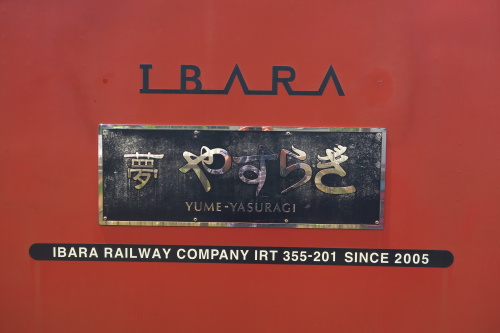 IBARA
夢 やすらぎ
YUME-YASURAGI
IBARA RAILWAY COMPANY IRT 355-201 SINCE 2005